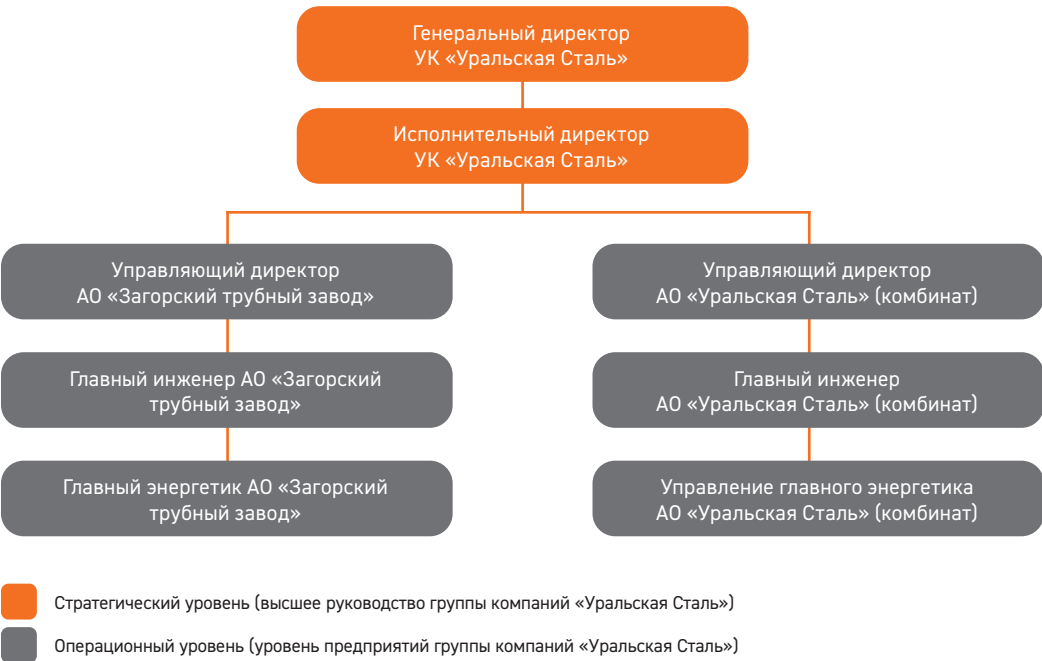 Генеральный директор
УК «Уральская Сталь»
Исполнительный директор
УК «Уральская Сталь»
Управляющий директор
АО «Загорский трубный завод»
Управляющий директор
АО «Уральская Сталь» (комбинат)
Главный инженер АО «Загорский
трубный завод»
Главный инженер
АО «Уральская Сталь» (комбинат)
Главный энергетик АО «Загорский
трубный завод»
Управление главного энергетика
АО «Уральская Сталь» (комбинат)
Стратегический уровень (высшее руководство группы компаний «Уральская Сталь»)
Операционный уровень (уровень предприятий группы компаний «Уральская Сталь»)